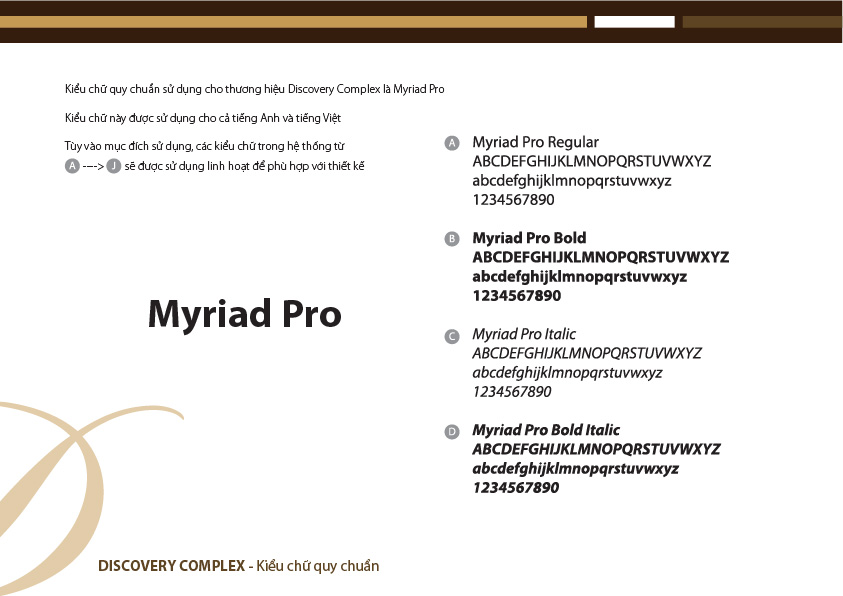 Kiểu chữ quy chuẩn sử dụng cho thương hiệu Discovery Complex là Myriad Pro
Kiểu chữ này được sử dụng cho cả tiếng Anh và tiếng Việt
Tùy vào mục đích sử dụng, các kiểu chữ trong hệ thống từ
A ----> J sẽ được sử dụng linh hoạt để phù hợp với thiết kế
Myriad Pro
A Myriad Pro Regular
ABCDEFGHIJKLMNOPQRSTUVWXYZ
abcdefghijklmnopqrstuvwxyz
1234567890
B Myriad Pro Bold
ABCDEFGHIJKLMNOPQRSTUVWXYZ
abcdefghijklmnopqrstuvwxyz
1234567890
C Myriad Pro Italic
ABCDEFGHIJKLMNOPQRSTUVWXYZ
abcdefghijklmnopqrstuvwxyz
1234567890
D Myriad Pro Bold Italic
ABCDEFGHIJKLMNOPQRSTUVWXYZ
abcdefghijklmnopqrstuvwxyz
1234567890
DISCOVERY COMPLEX - Kiểu chữ quy chuẩn